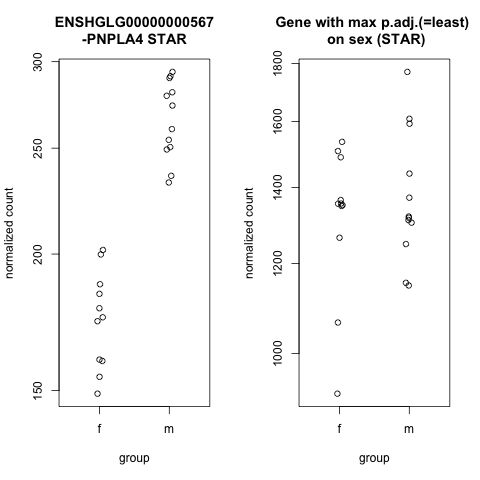 ENSHGLG00000000567
-PNPLA4 STAR
normalized count
300
250
200
150
f
m
group
Gene with max p.adj.(=least)
on sex (STAR)
normalized count
1800
1600
1400
1200
1000
f
m
group